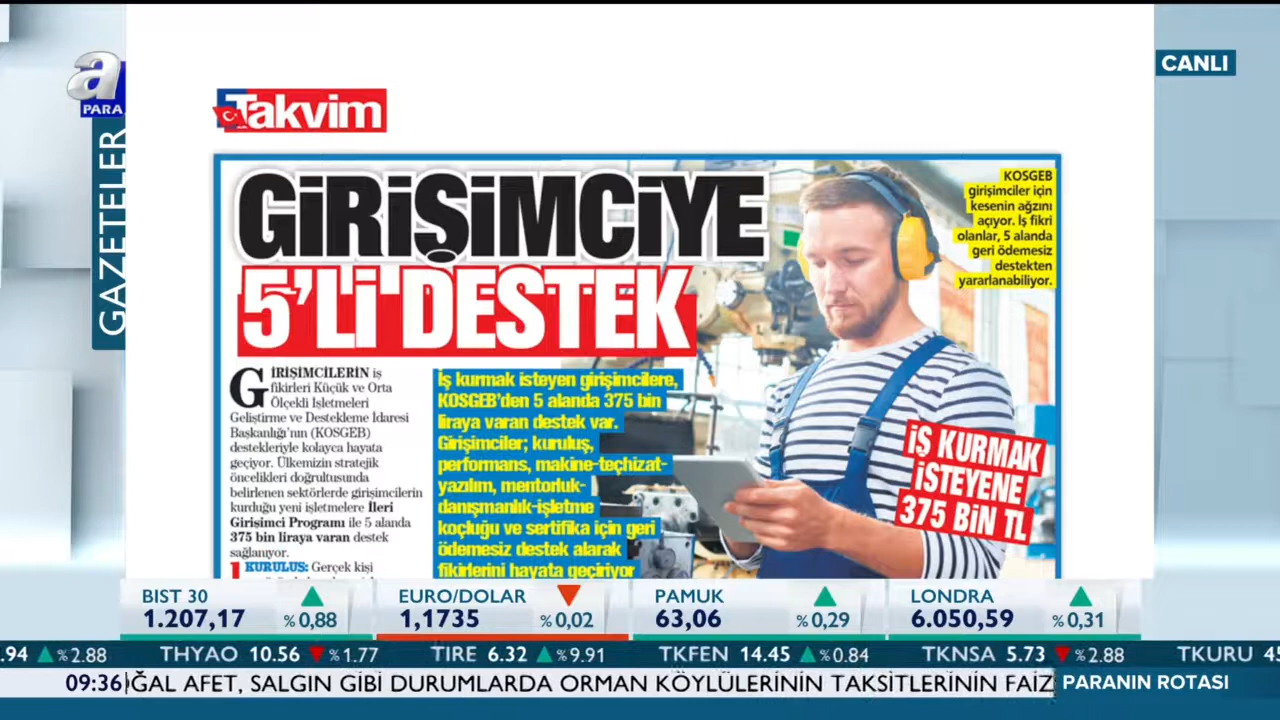 a
PARA
GAZETELER
CANLI
Takvim
GİRİŞİMCİYE
5'Lİ DESTEK
KOSGEB
girişimciler için
kesenin ağzını
açıyor. İş fikri
olanlar, 5 alanda
geri ödemesiz
destekten
yararlanabiliyor.
GİRİŞİMCİLERİN iş
fikirleri Küçük ve Orta
Ölçekli İşletmeleri
Geliştirme ve Destekleme İdaresi
Başkanlığı'nın (KOSGEB)
destekleriyle kolayca hayata
geçiyor. Ülkemizin stratejik
öncelikleri doğrultusunda
belirlenen sektörlerde girişimcilerin
kurduğu yeni işletmelere İleri
Girişimci Programı ile 5 alanda
375 bin liraya varan destek
sağlanıyor.
1 KURULUŞ: Gerçek kişi
İş kurmak isteyen girişimcilere,
KOSGEB'den 5 alanda 375 bin
liraya varan destek var.
Girişimciler; kuruluş,
performans, makine-teçhizat-
yazılım, mentorluk-
danışmanlık-işletme
koçluğu ve sertifika için geri
ödemesiz destek alarak
fikirlerini hayata geçiriyor
İŞ KURMAK
İSTEYENE
375 BİN TL
BIST 30
1.207,17 %0,88
EURO/DOLAR
1,1735 %0,02
PAMUK
63,06 %0,29
LONDRA
6.050,59 %0,31
.94 %2.88 THYAO 10.56 %1.77 TIRE 6.32 %9.91 TKFEN 14.45 %0.84 TKNSA 5.73 %2.88 TKURU 45
09:36 ĞAL AFET, SALGIN GİBİ DURUMLARDA ORMAN KÖYLÜLERİNİN TAKSİTLERİNİN FAİZ PARANIN ROTASI